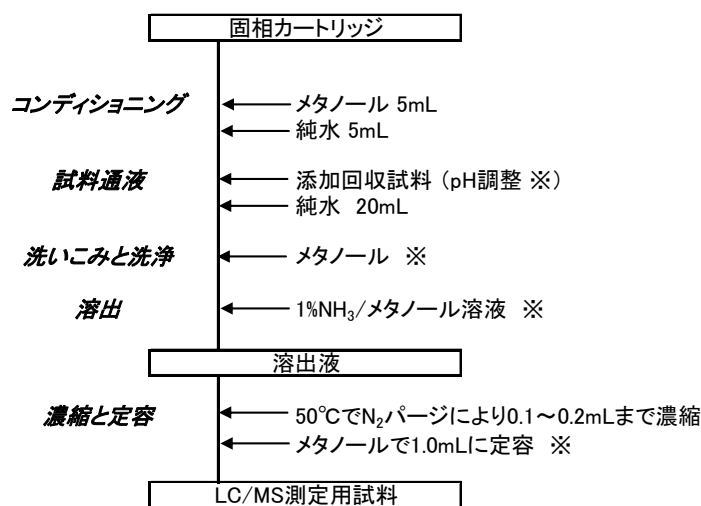 固相カートリッジ
コンディショニング
メタノール 5mL
純水 5mL
試料通液
添加回収試料 (pH調整 ※)
純水 20mL
洗いこみと洗浄
メタノール ※
溶出
1%NH₃/メタノール溶液 ※
溶出液
濃縮と定容
50℃でN₂パージにより0.1～0.2mLまで濃縮
メタノールで1.0mLに定容 ※
LC/MS測定用試料